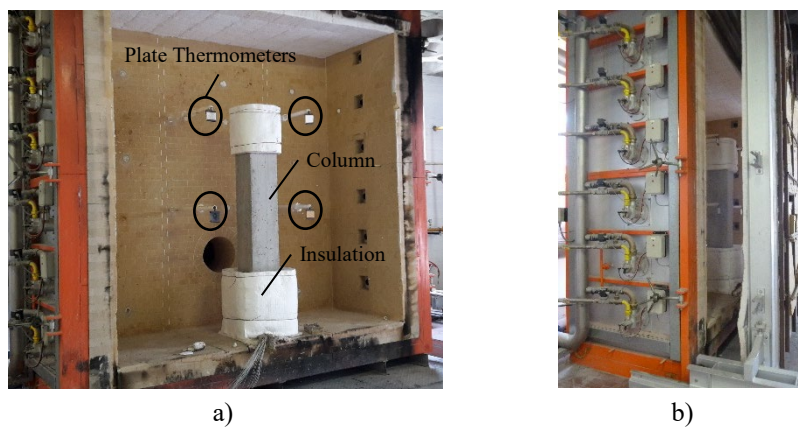 Plate Thermometers
Column
Insulation
a)
b)